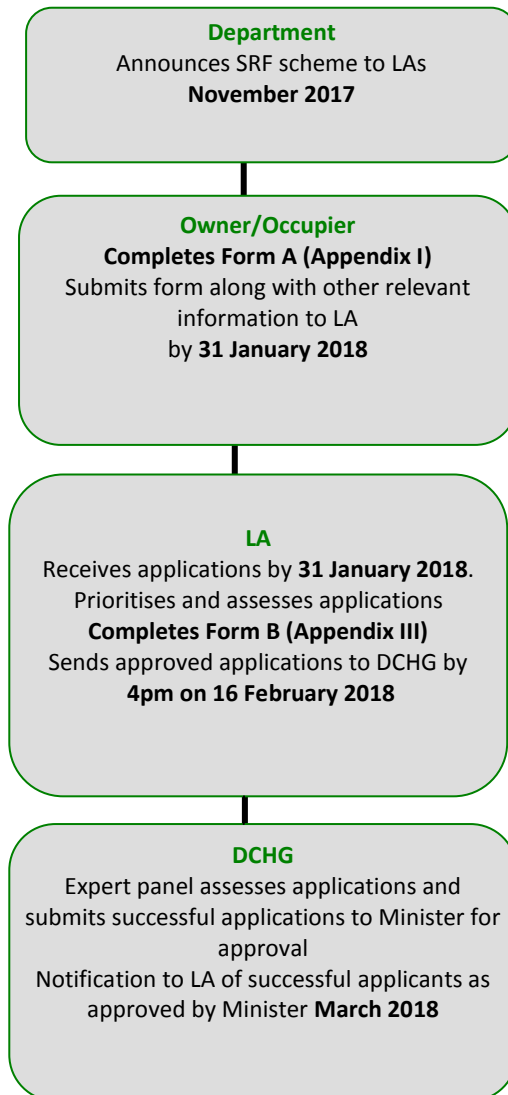 Department
Announces SRF scheme to LAs
November 2017
Owner/Occupier
Completes Form A (Appendix I)
Submits form along with other relevant
information to LA
by 31 January 2018
LA
Receives applications by 31 January 2018.
Prioritises and assesses applications
Completes Form B (Appendix III)
Sends approved applications to DCHG by
4pm on 16 February 2018
DCHG
Expert panel assesses applications and
submits successful applications to Minister for
approval
Notification to LA of successful applicants as
approved by Minister March 2018